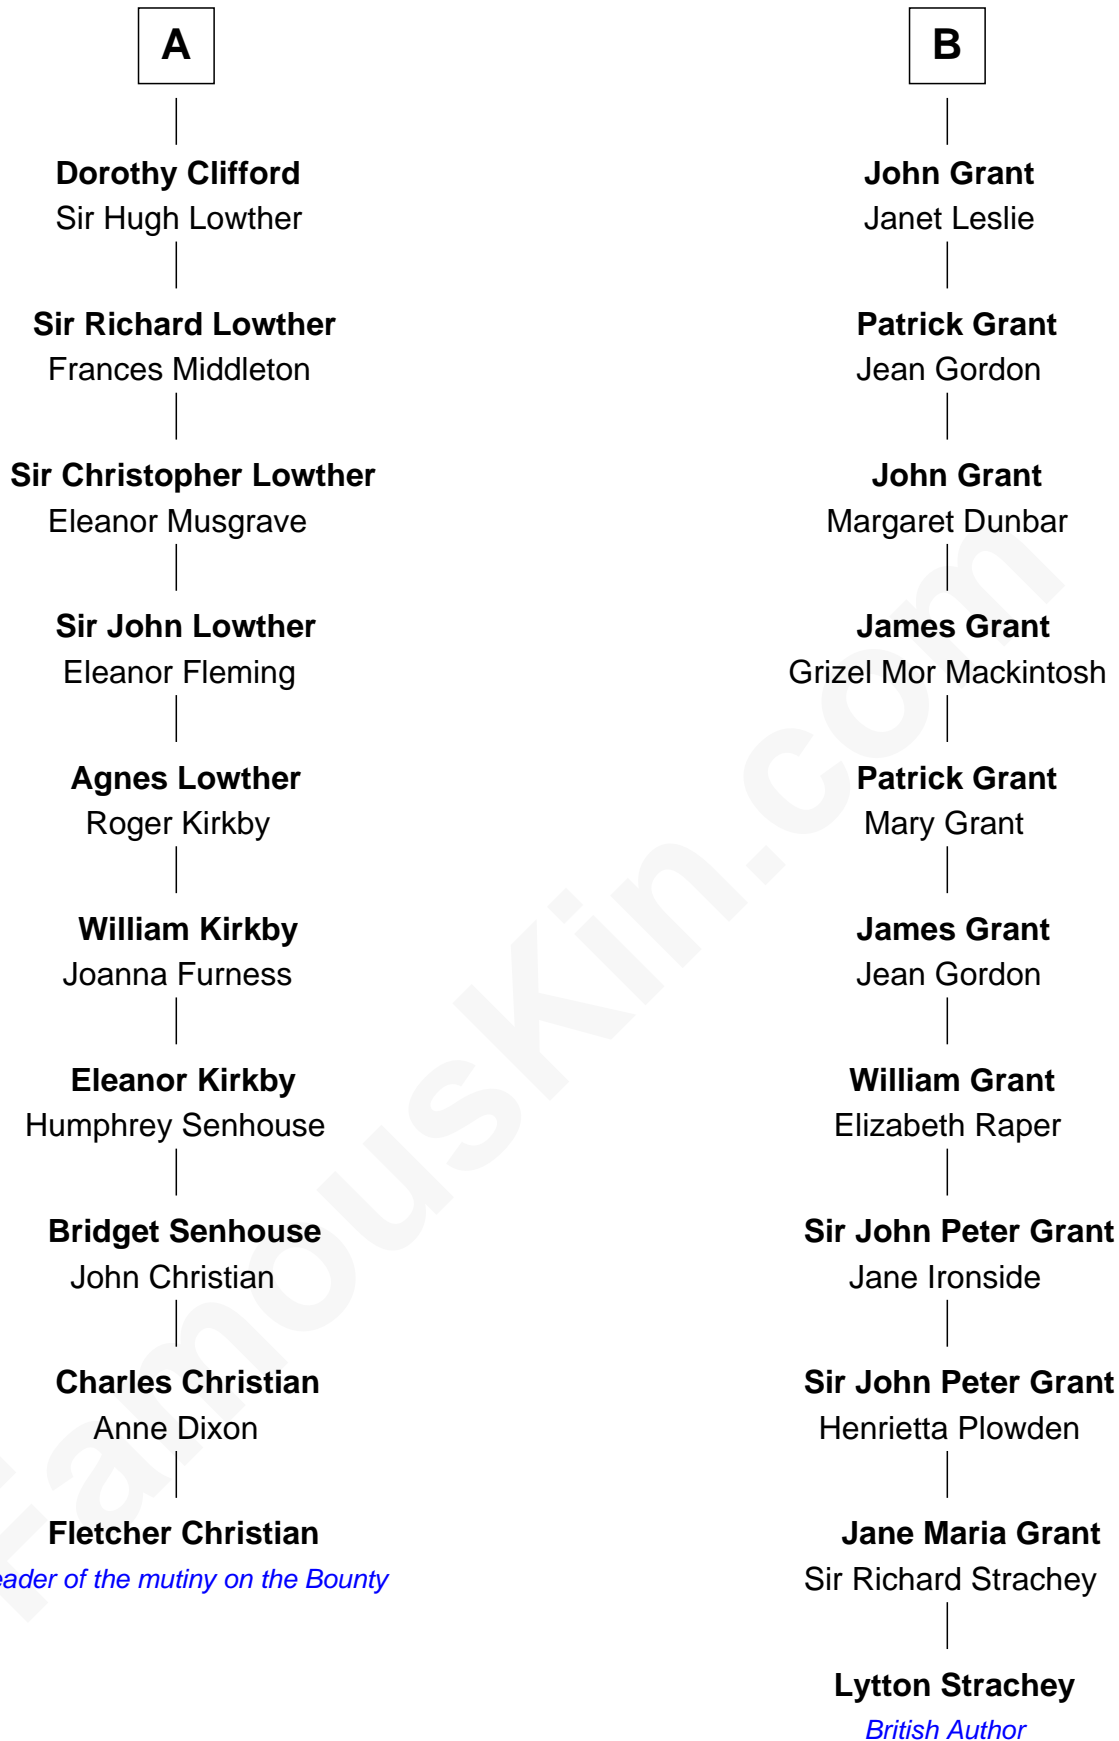 A
Dorothy Clifford
Sir Hugh Lowther
Sir Richard Lowther
Frances Middleton
Sir Christopher Lowther
Eleanor Musgrave
Sir John Lowther
Eleanor Fleming
Agnes Lowther
Roger Kirkby
William Kirkby
Joanna Furness
Eleanor Kirkby
Humphrey Senhouse
Bridget Senhouse
John Christian
Charles Christian
Anne Dixon
Fletcher Christian
eader of the mutiny on the Bounty
B
John Grant
Janet Leslie
Patrick Grant
Jean Gordon
John Grant
Margaret Dunbar
James Grant
Grizel Mor Mackintosh
Patrick Grant
Mary Grant
James Grant
Jean Gordon
William Grant
Elizabeth Raper
Sir John Peter Grant
Jane Ironside
Sir John Peter Grant
Henrietta Plowden
Jane Maria Grant
Sir Richard Strachey
Lytton Strachey
British Author
FamousKin.com